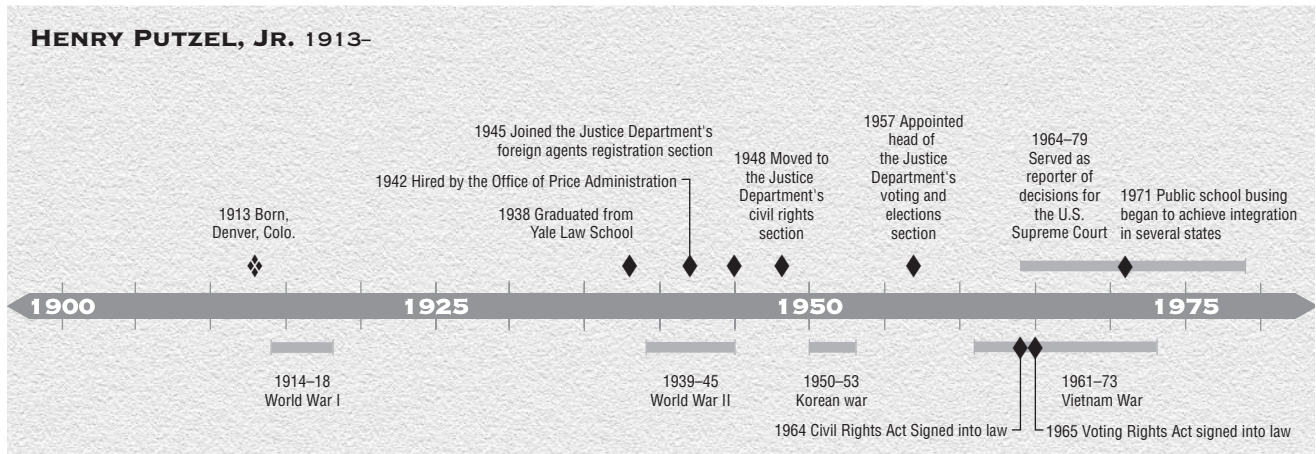 HENRY PUTZEL, JR. 1913–
1945 Joined the Justice Department's
foreign agents registration section
1942 Hired by the Office of Price Administration
1938 Graduated from
Yale Law School
1913 Born,
Denver, Colo.
1948 Moved to
the Justice
Department's
civil rights
section
1957 Appointed
head of
the Justice
Department's
voting and
elections
section
1964–79
Served as
reporter of
decisions for
the U.S.
Supreme Court
1971 Public school busing
began to achieve integration
in several states
1900 1925 1950 1975
1914–18
World War I
1939–45
World War II
1950–53
Korean war
1961–73
Vietnam War
1964 Civil Rights Act Signed into law
1965 Voting Rights Act signed into law